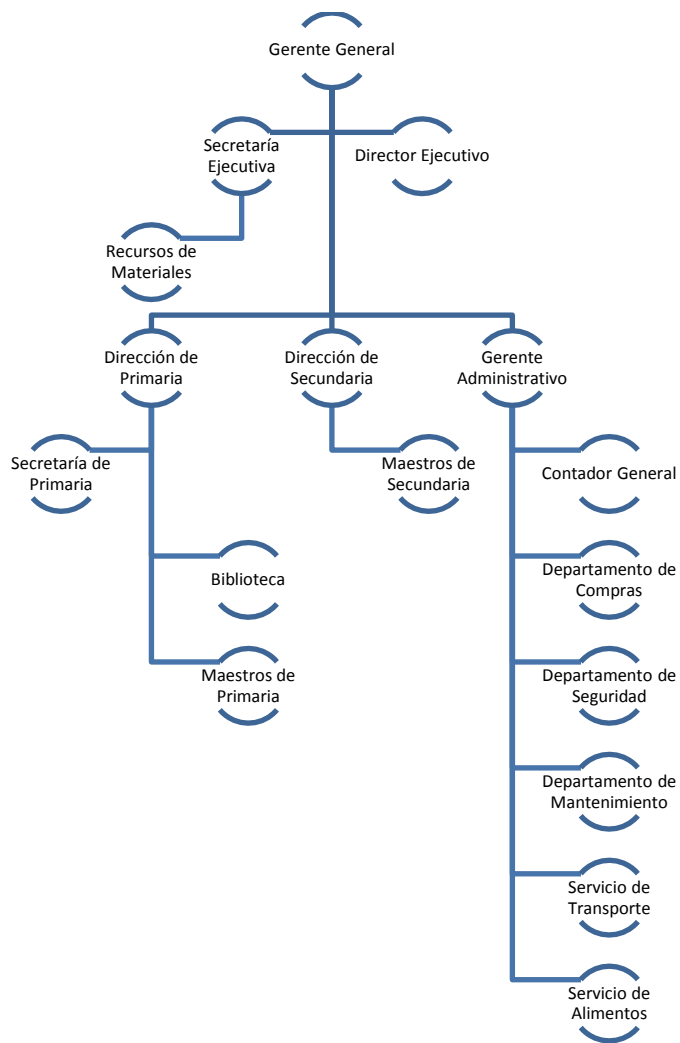 Gerente General
Secretaría
Ejecutiva
Director Ejecutivo
Recursos de
Materiales
Dirección de
Primaria
Dirección de
Secundaria
Gerente
Administrativo
Secretaría de
Primaria
Maestros de
Secundaria
Contador General
Biblioteca
Departamento de
Compras
Maestros de
Primaria
Departamento de
Seguridad
Departamento de
Mantenimiento
Servicio de
Transporte
Servicio de
Alimentos